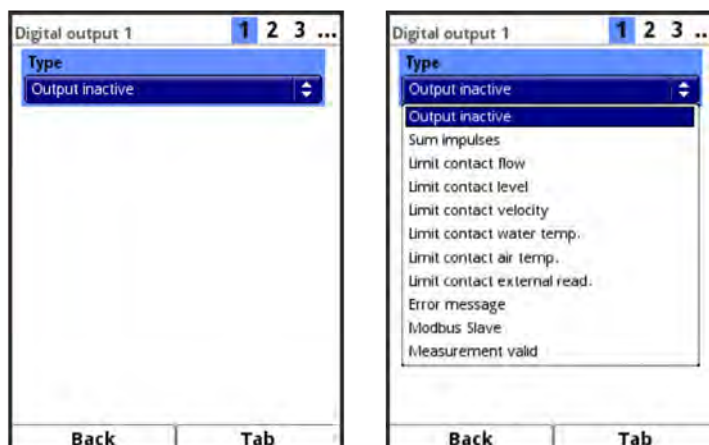 Digital output 1 1 2 3 ...
Type
Output inactive
Back Tab
Digital output 1 1 2 3 ..
Type
Output inactive
Output inactive
Sum impulses
Limit contact flow
Limit contact level
Limit contact velocity
Limit contact water temp.
Limit contact air temp.
Limit contact external read.
Error message
Modbus Slave
Measurement valid
Back Tab